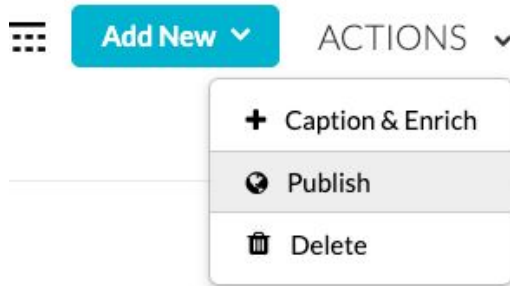 Add New
ACTIONS
Caption & Enrich
Publish
Delete